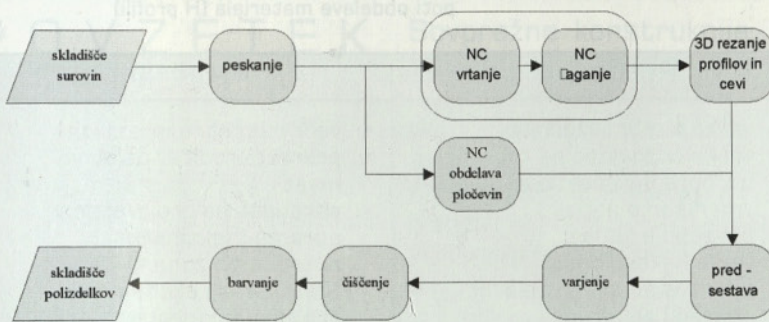 skladišče
surovin
peskanje
NC
vrtanje
NC
□aganje
3D rezanje
profilov in
cevi
NC
obdelava
pločevin
pred -
sestava
varjenje
čiščenje
barvanje
skladišče
polizdelkov